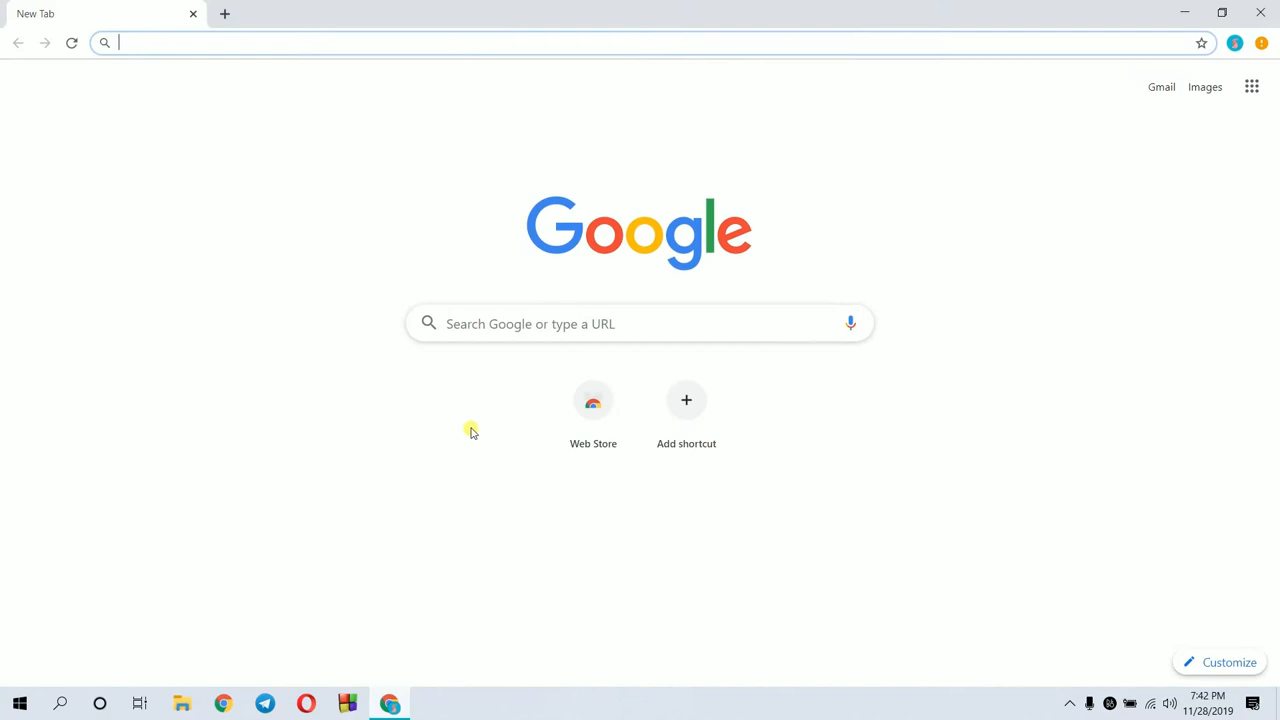 New Tab
Gmail Images
Google
Search Google or type a URL
Web Store
Add shortcut
Customize
7:42 PM
11/28/2019